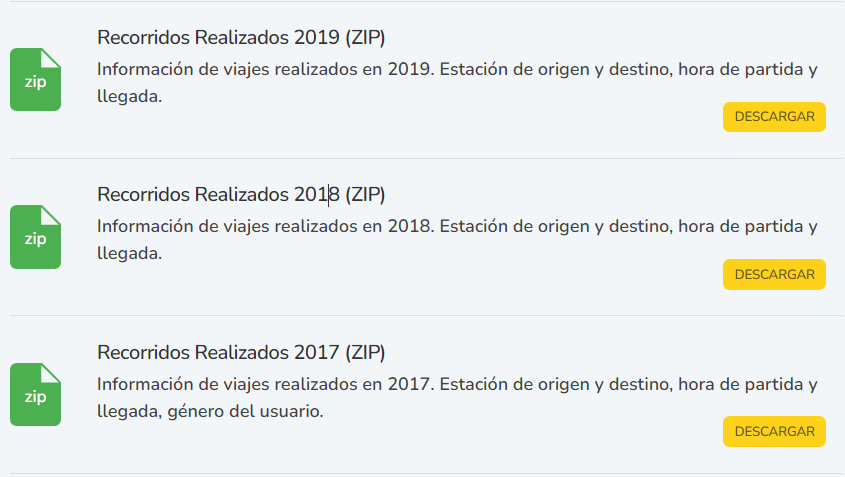 Recorridos Realizados 2019 (ZIP)
zip
Información de viajes realizados en 2019. Estación de origen y destino, hora de partida y
llegada.
DESCARGAR
Recorridos Realizados 2018 (ZIP)
zip
Información de viajes realizados en 2018. Estación de origen y destino, hora de partida y
llegada.
DESCARGAR
Recorridos Realizados 2017 (ZIP)
zip
Información de viajes realizados en 2017. Estación de origen y destino, hora de partida y
llegada, género del usuario.
DESCARGAR